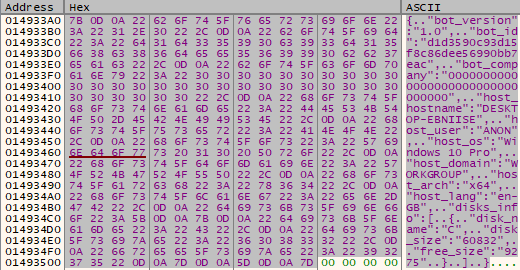 Address Hex ASCII
014933A0 7B 0D 0A 22 62 6F 74 5F 76 65 72 73 69 6F 6E 22 {.."bot_version"
014933B0 3A 22 31 2E 30 22 2C 0D 0A 22 62 6F 74 5F 69 64 :"1.0",.."bot_id
014933C0 22 3A 22 64 31 64 33 35 39 30 63 39 33 64 31 35 ":"d1d3590c93d15
014933D0 66 38 63 38 36 64 65 65 35 36 39 39 30 62 62 37 f8c86dee56990bb7
014933E0 65 61 63 22 2C 0D 0A 22 62 6F 74 5F 63 6F 6D 70 eac",.."bot_comp
014933F0 61 6E 79 22 3A 22 30 30 30 30 30 30 30 30 30 30 any":"0000000000
01493400 30 30 30 30 30 30 30 30 30 30 30 30 30 30 30 30 0000000000000000
01493410 30 30 30 30 30 30 22 2C 0D 0A 22 68 6F 73 74 5F 000000",.."host_
01493420 68 6F 73 74 6E 61 6D 65 22 3A 22 44 45 53 4B 54 hostname":"DESKT
01493430 4F 50 2D 45 42 4E 49 49 53 45 22 2C 0D 0A 22 68 OP-EBNIISE",.."h
01493440 6F 73 74 5F 75 73 65 72 22 3A 22 41 4E 4F 4E 22 ost_user":"ANON"
01493450 2C 0D 0A 22 68 6F 73 74 5F 6F 73 22 3A 22 57 69 ,.."host_os":"Wi
01493460 6E 64 6F 77 73 20 31 30 20 50 72 6F 22 2C 0D 0A ndows 10 Pro",..
01493470 22 68 6F 73 74 5F 64 6F 6D 61 69 6E 22 3A 22 57 "host_domain":"W
01493480 4F 52 4B 47 52 4F 55 50 22 2C 0D 0A 22 68 6F 73 ORKGROUP",.."hos
01493490 74 5F 61 72 63 68 22 3A 22 78 36 34 22 2C 0D 0A t_arch":"x64",..
014934A0 22 68 6F 73 74 5F 6C 61 6E 67 22 3A 22 65 6E 2D "host_lang":"en-
014934B0 47 42 22 2C 0D 0A 22 64 69 73 6B 73 5F 69 6E 66 GB",.."disks_inf
014934C0 6F 22 3A 5B 0D 0A 7B 0D 0A 22 64 69 73 6B 5F 6E o":[..{.."disk_n
014934D0 61 6D 65 22 3A 22 43 22 2C 0D 0A 22 64 69 73 6B ame":"C",.."disk
014934E0 5F 73 69 7A 65 22 3A 22 36 30 38 33 32 22 2C 0D _size":"60832",.
014934F0 0A 22 66 72 65 65 5F 73 69 7A 65 22 3A 22 39 32 ."free_size":"92
01493500 37 35 22 0D 0A 7D 0D 0A 5D 0D 0A 7D 00 00 00 00 75"..}..]..}....